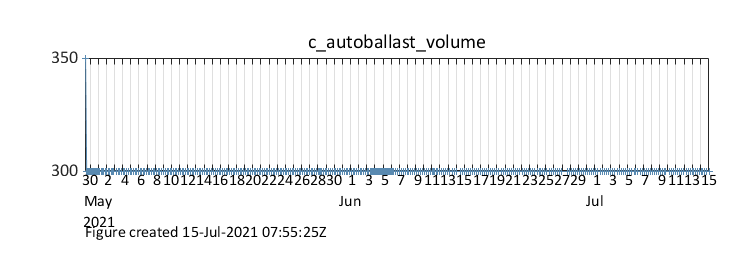 c_autoballast_volume
350
300
30 2 4 6 8 10 12 14 16 18 20 22 24 26 28 30 1 3 5 7 9 11 13 15 17 19 21 23 25 27 29 1 3 5 7 9 11 13 15
May Jun Jul
2021
Figure created 15-Jul-2021 07:55:25Z